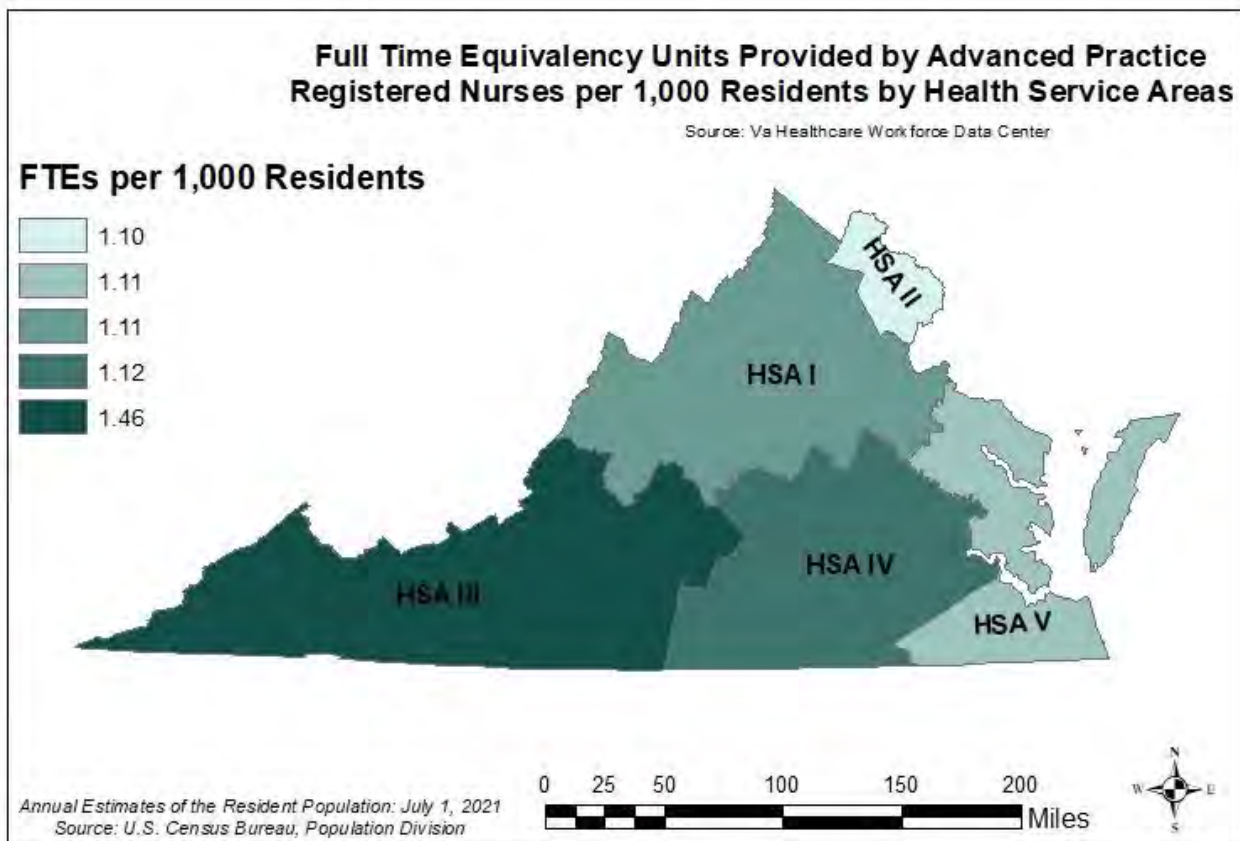 Full Time Equivalency Units Provided by Advanced Practice
Registered Nurses per 1,000 Residents by Health Service Areas
Source: Va Healthcare Workforce Data Center
FTEs per 1,000 Residents
1.10
1.11
1.11
1.12
1.46
HSA II
HSA I
HSA III
HSA IV
HSA V
Annual Estimates of the Resident Population: July 1, 2021
Source: U.S. Census Bureau, Population Division
0 25 50 100 150 200
Miles
N
W E
S